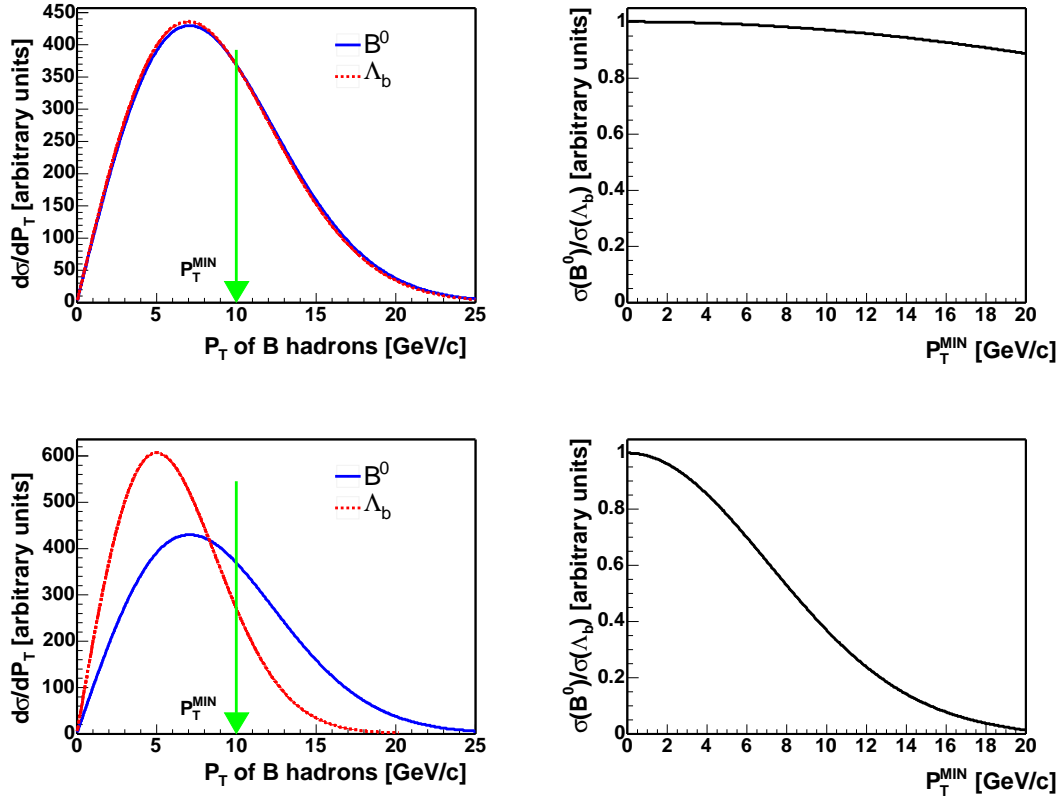 dσ/dP_T [arbitrary units]
450
400
350
300
250
200
150
100
50
0
B^0
Λ_b
P_T^MIN
0 5 10 15 20 25
P_T of B hadrons [GeV/c]
σ(B^0)/σ(Λ_b) [arbitrary units]
1
0.8
0.6
0.4
0.2
0
0 2 4 6 8 10 12 14 16 18 20
P_T^MIN [GeV/c]
dσ/dP_T [arbitrary units]
600
500
400
300
200
100
0
B^0
Λ_b
P_T^MIN
0 5 10 15 20 25
P_T of B hadrons [GeV/c]
σ(B^0)/σ(Λ_b) [arbitrary units]
1
0.8
0.6
0.4
0.2
0
0 2 4 6 8 10 12 14 16 18 20
P_T^MIN [GeV/c]